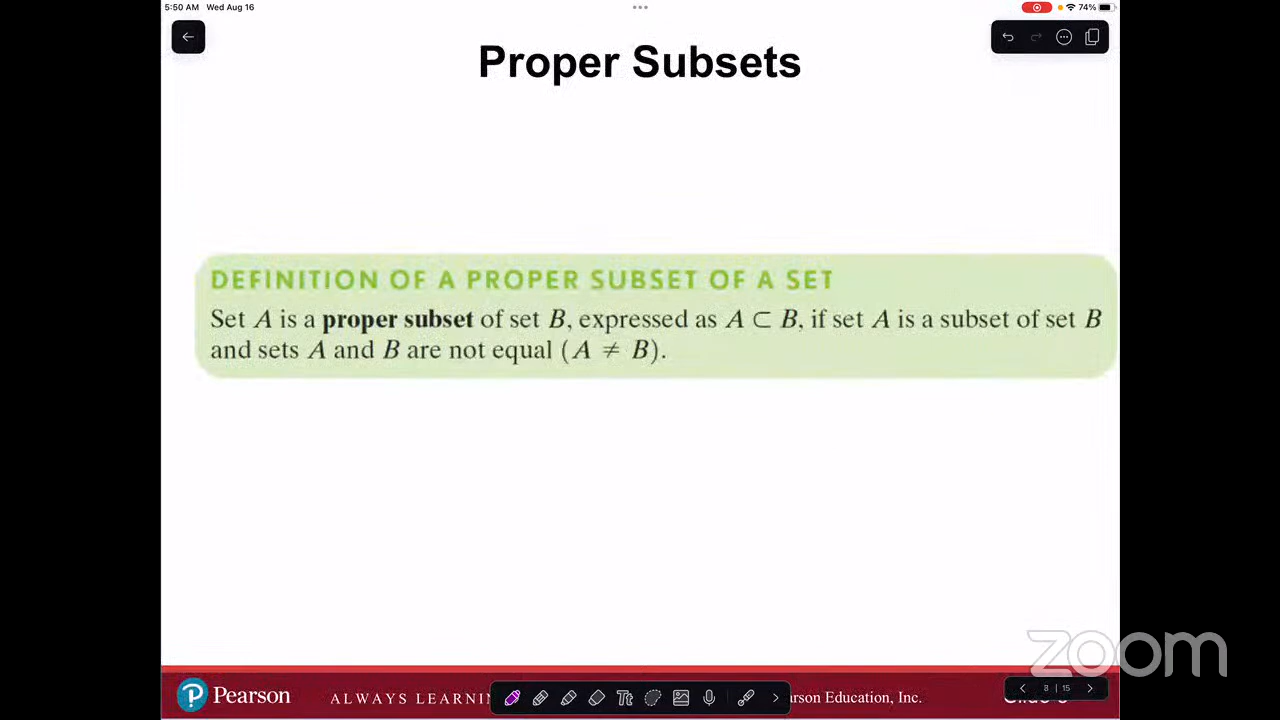 5:50 AM Wed Aug 16
74%
Proper Subsets
DEFINITION OF A PROPER SUBSET OF A SET
Set A is a proper subset of set B, expressed as A ⊂ B, if set A is a subset of set B
and sets A and B are not equal (A ≠ B).
zoom
Pearson
ALWAYS
Education, Inc.
8 | 15
Tt